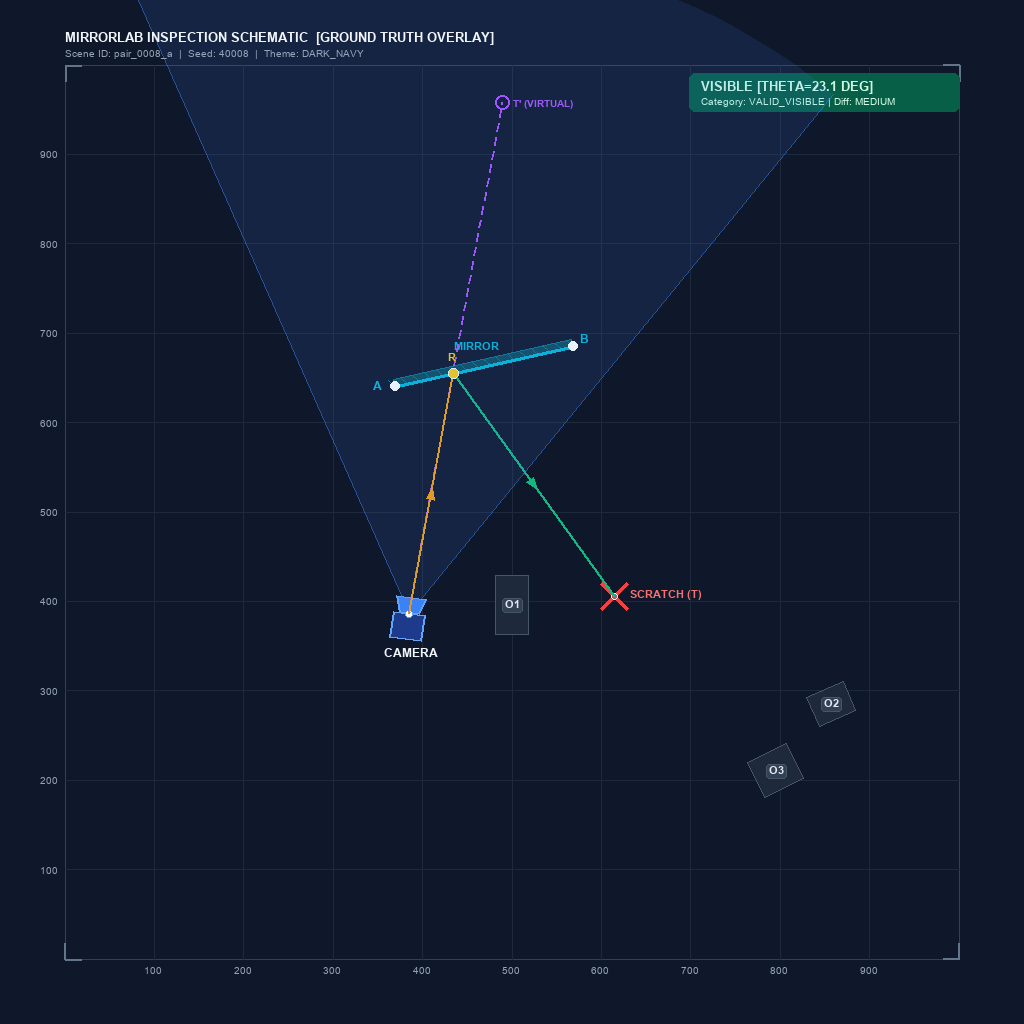 MIRRORLAB INSPECTION SCHEMATIC [GROUND TRUTH OVERLAY]
Scene ID: pair_0008_a | Seed: 40008 | Theme: DARK_NAVY
VISIBLE [THETA=23.1 DEG]
Category: VALID_VISIBLE | Diff: MEDIUM
T' (VIRTUAL)
900
800
700
B
MIRROR
R
A
600
500
400
O1
SCRATCH (T)
CAMERA
300
O2
200
O3
100
100 200 300 400 500 600 700 800 900